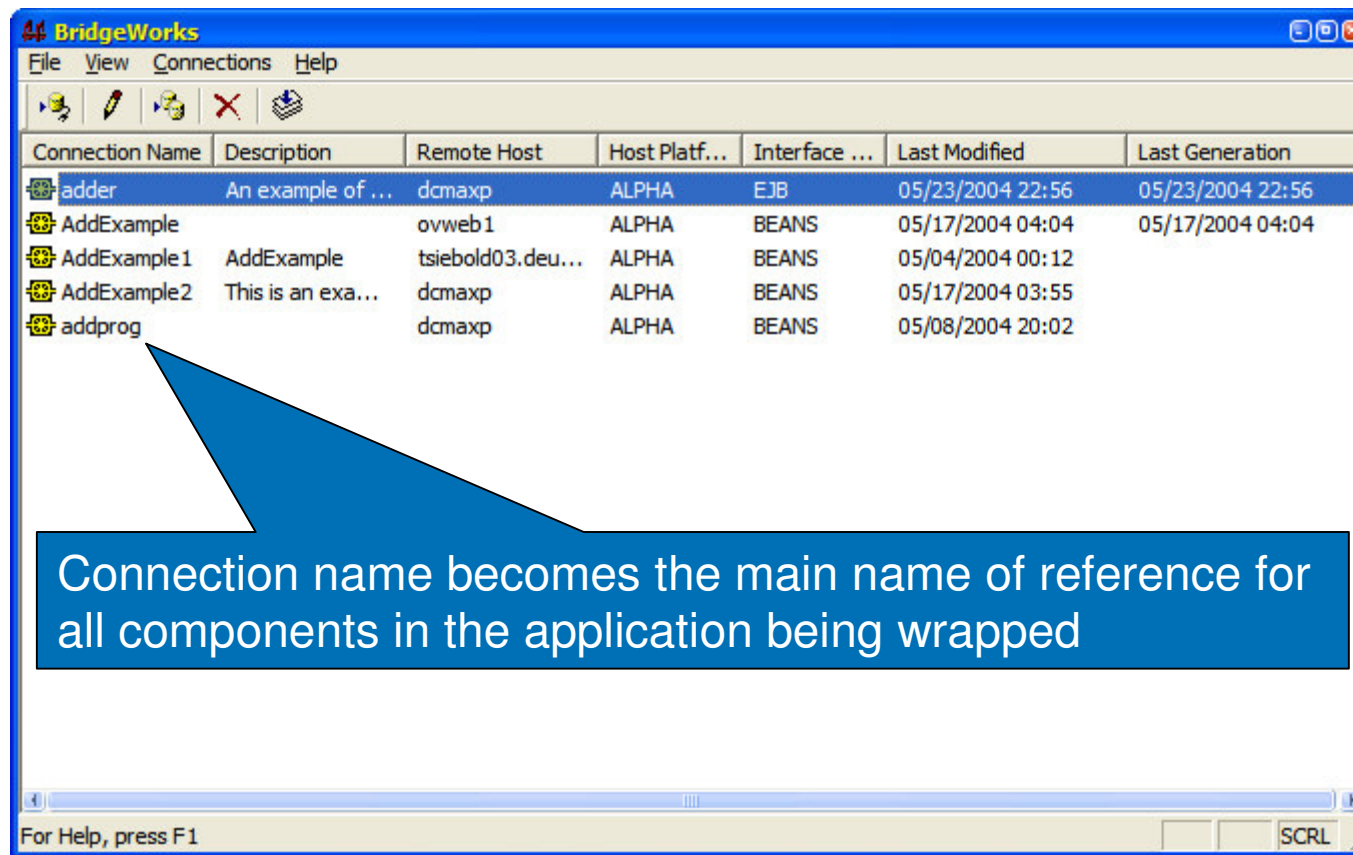 BridgeWorks
File View Connections Help
Connection Name Description Remote Host Host Platf... Interface ... Last Modified Last Generation
adder An example of ... dcmaxp ALPHA EJB 05/23/2004 22:56 05/23/2004 22:56
AddExample ovweb1 ALPHA BEANS 05/17/2004 04:04 05/17/2004 04:04
AddExample1 AddExample tsiebold03.deu... ALPHA BEANS 05/04/2004 00:12
AddExample2 This is an exa... dcmaxp ALPHA BEANS 05/17/2004 03:55
addprog dcmaxp ALPHA BEANS 05/08/2004 20:02
Connection name becomes the main name of reference for
all components in the application being wrapped
For Help, press F1 SCRL